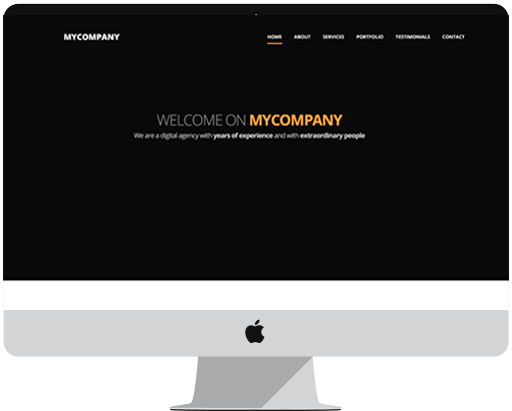 MYCOMPANY HOME ABOUT SERVICES PORTFOLIO TESTIMONIALS CONTACT
WELCOME ON MYCOMPANY
We are a digital agency with years of experience and with extraordinary people